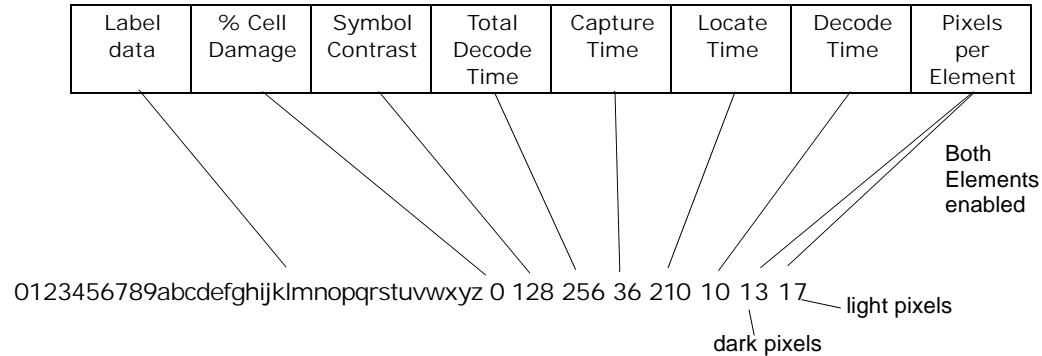 Label data
% Cell Damage
Symbol Contrast
Total Decode Time
Capture Time
Locate Time
Decode Time
Pixels per Element
Both
Elements
enabled
0123456789abcdefghijklmnopqrstuvwxyz 0 128 256 36 210 10 13 17
light pixels
dark pixels